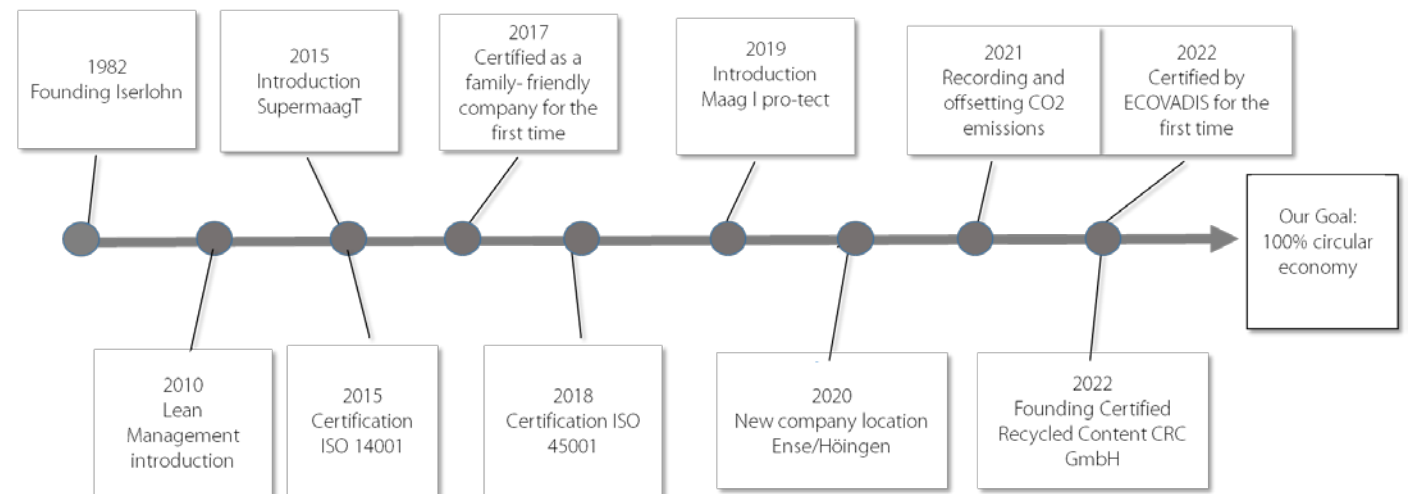 1982
Founding Iserlohn
2015
Introduction
SupermaagT
2017
Certified as a
family- friendly
company for the
first time
2019
Introduction
Maag I pro-tect
2021
Recording and
offsetting CO2
emissions
2022
Certified by
ECOVADIS for the
first time
Our Goal:
100% circular
economy
2010
Lean
Management
introduction
2015
Certification
ISO 14001
2018
Certification ISO
45001
2020
New company location
Ense/Höingen
2022
Founding Certified
Recycled Content CRC
GmbH